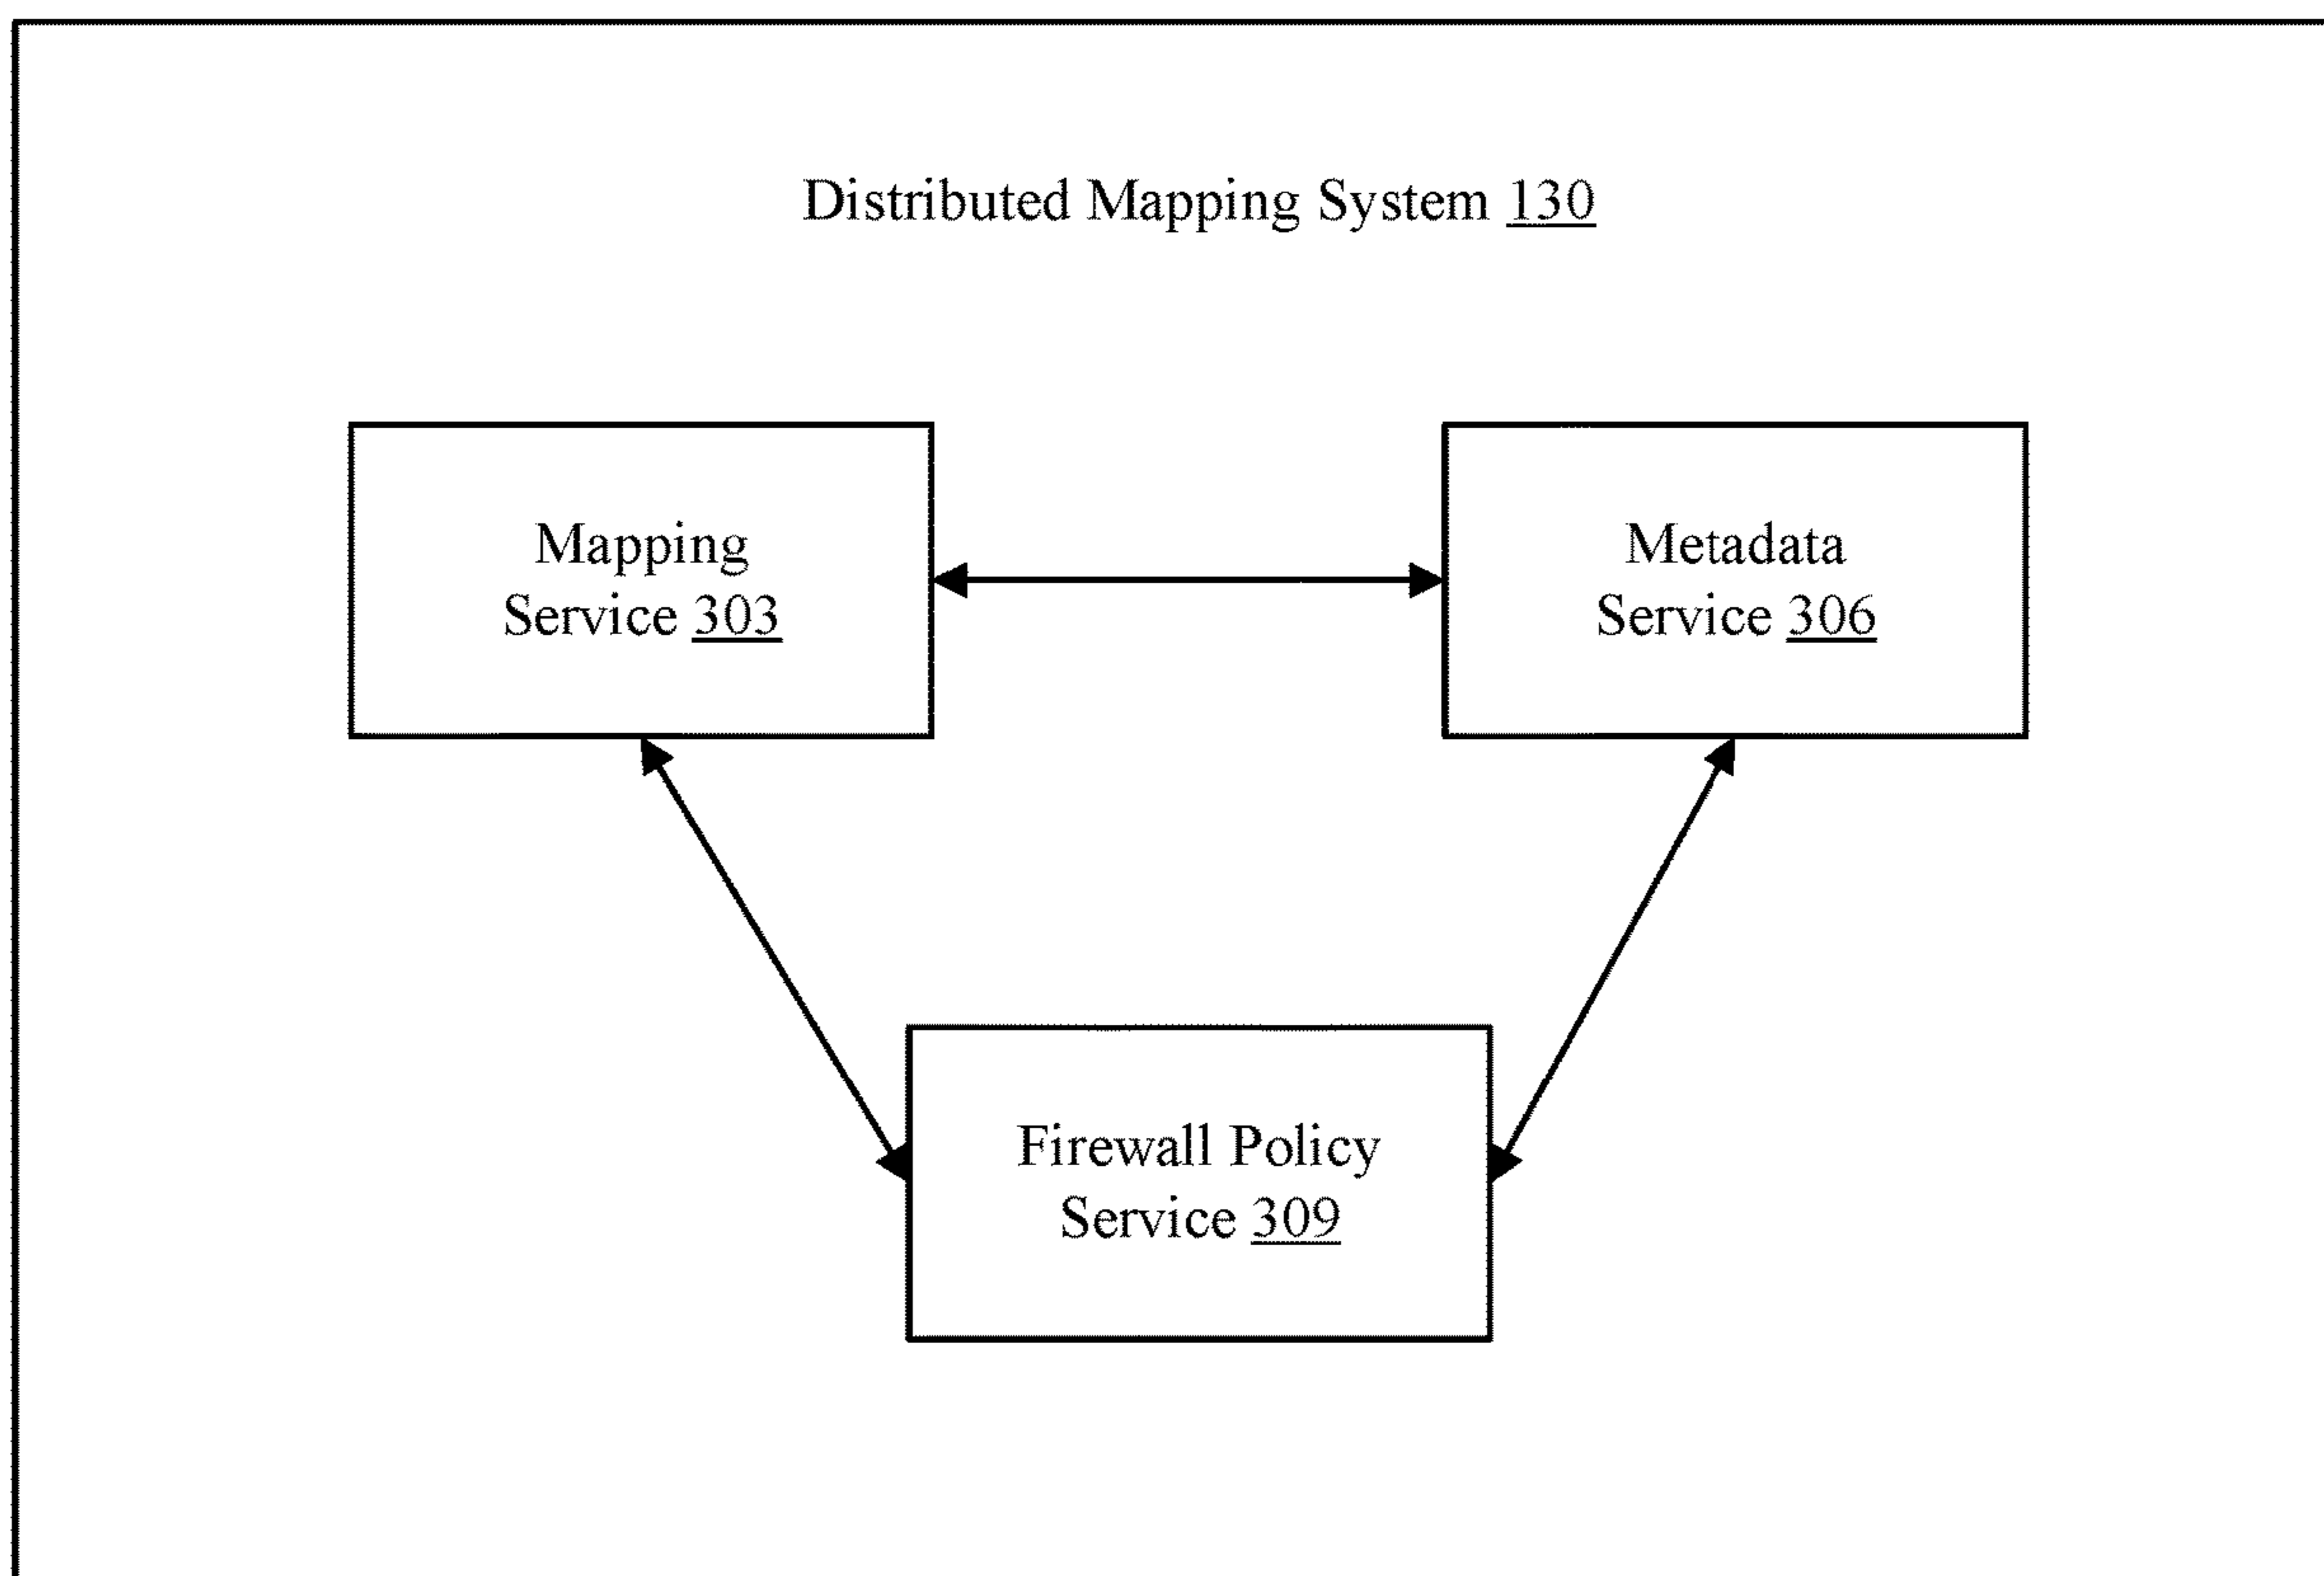 Distributed Mapping System 130
Mapping
Service 303
Metadata
Service 306
Firewall Policy
Service 309